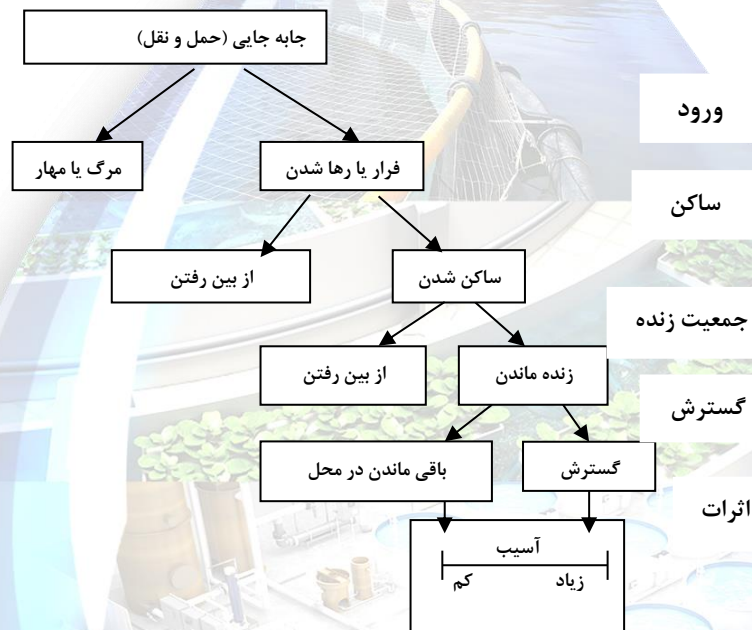 جابه جایی (حمل و نقل)
ورود
فرار یا رها شدن
مرگ یا مهار
ساکن
ساکن شدن
از بین رفتن
جمعیت زنده
زنده ماندن
از بین رفتن
گسترش
گسترش
باقی ماندن در محل
اثرات
آسیب
زیاد
کم